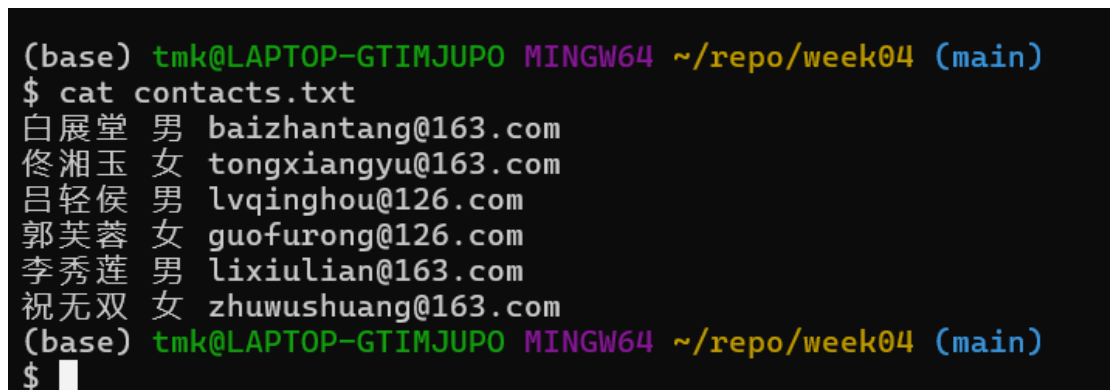 (base) tmk@LAPTOP-GTIMJUPO MINGW64 ~/repo/week04 (main)
$ cat contacts.txt
白展堂 男 baizhantang@163.com
佟湘玉 女 tongxiangyu@163.com
吕轻侯 男 lvqinghou@126.com
郭芙蓉 女 guofurong@126.com
李秀莲 男 lixiulian@163.com
祝无双 女 zhuwushuang@163.com
(base) tmk@LAPTOP-GTIMJUPO MINGW64 ~/repo/week04 (main)
$